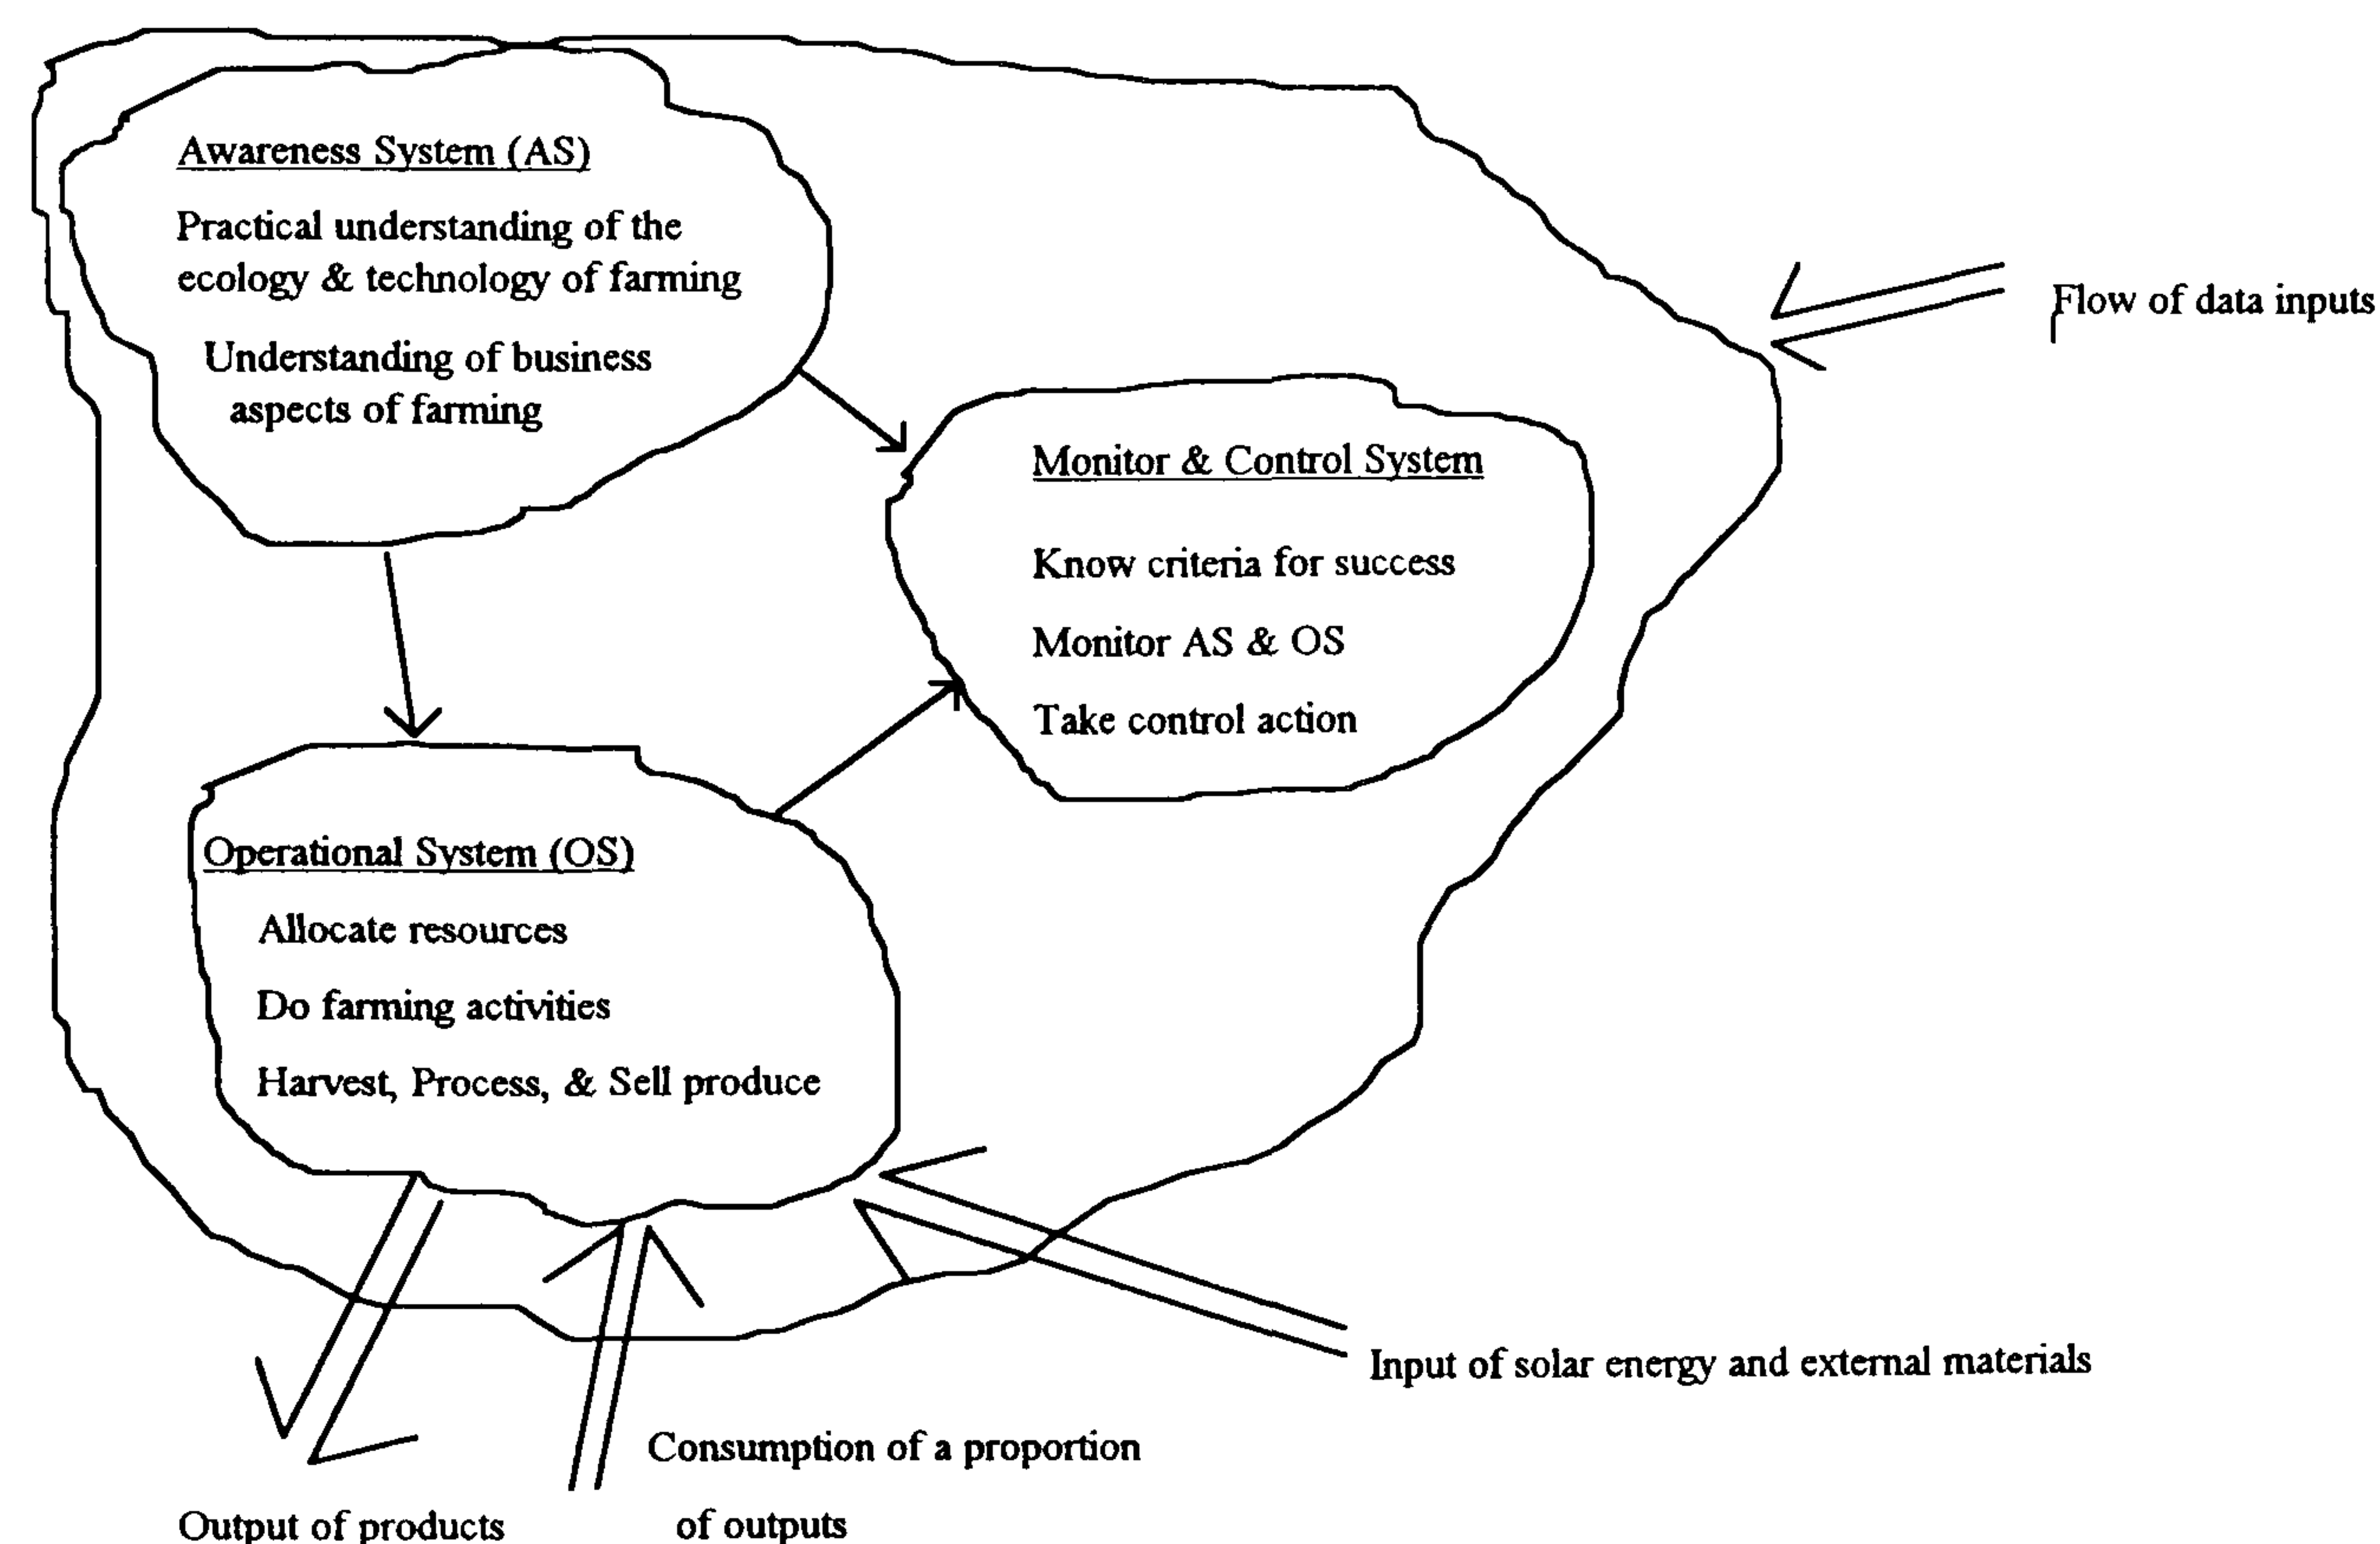 Awareness System (AS)
Practical understanding of the
ecology & technology of farming
Understanding of business
aspects of farming
Flow of data inputs
Monitor & Control System
Know criteria for success
Monitor AS & OS
Take control action
Operational System (OS)
Allocate resources
Do farming activities
Harvest, Process, & Sell produce
Input of solar energy and external materials
Consumption of a proportion
of outputs
Output of products